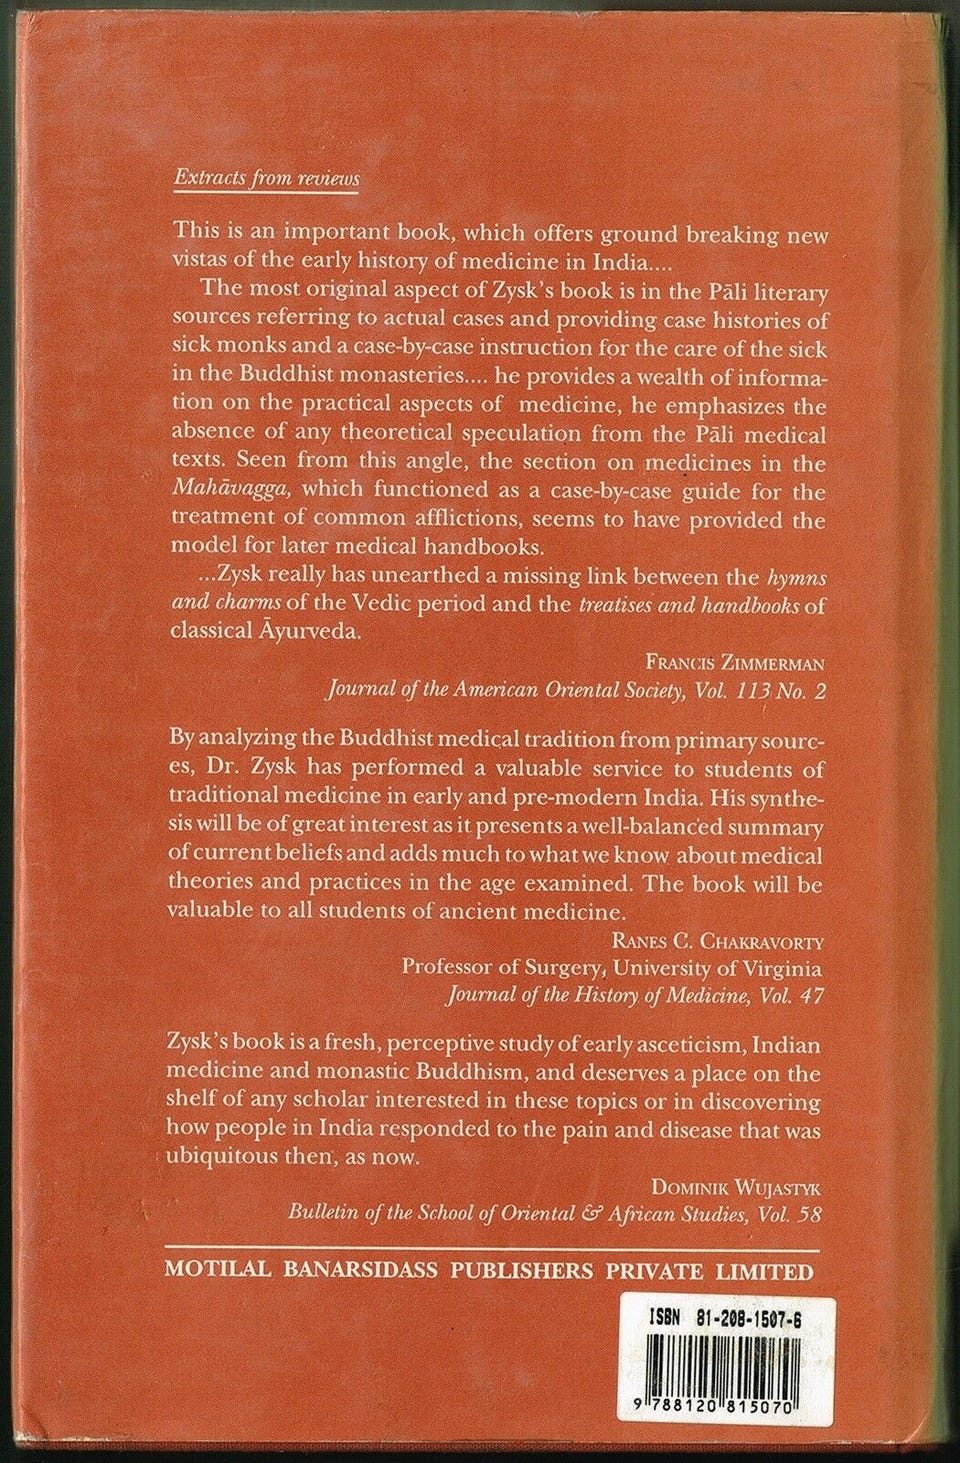 Extracts from reviews
This is an important book, which offers ground breaking new
vistas of the early history of medicine in India....
The most original aspect of Zysk's book is in the Pāli literary
sources referring to actual cases and providing case histories of
sick monks and a case-by-case instruction for the care of the sick
in the Buddhist monasteries.... he provides a wealth of informa-
tion on the practical aspects of medicine, he emphasizes the
absence of any theoretical speculation from the Pāli medical
texts. Seen from this angle, the section on medicines in the
Mahāvagga, which functioned as a case-by-case guide for the
treatment of common afflictions, seems to have provided the
model for later medical handbooks.
...Zysk really has unearthed a missing link between the hymns
and charms of the Vedic period and the treatises and handbooks of
classical Āyurveda.
FRANCIS ZIMMERMAN
Journal of the American Oriental Society, Vol. 113 No. 2
By analyzing the Buddhist medical tradition from primary sourc-
es, Dr. Zysk has performed a valuable service to students of
traditional medicine in early and pre-modern India. His synthe-
sis will be of great interest as it presents a well-balanced summary
of current beliefs and adds much to what we know about medical
theories and practices in the age examined. The book will be
valuable to all students of ancient medicine.
RANES C. CHAKRAVORTY
Professor of Surgery, University of Virginia
Journal of the History of Medicine, Vol. 47
Zysk's book is a fresh, perceptive study of early asceticism, Indian
medicine and monastic Buddhism, and deserves a place on the
shelf of any scholar interested in these topics or in discovering
how people in India responded to the pain and disease that was
ubiquitous then, as now.
DOMINIK WUJASTYK
Bulletin of the School of Oriental & African Studies, Vol. 58
MOTILAL BANARSIDASS PUBLISHERS PRIVATE LIMITED
ISBN 81-208-1507-6
9 788120 815070